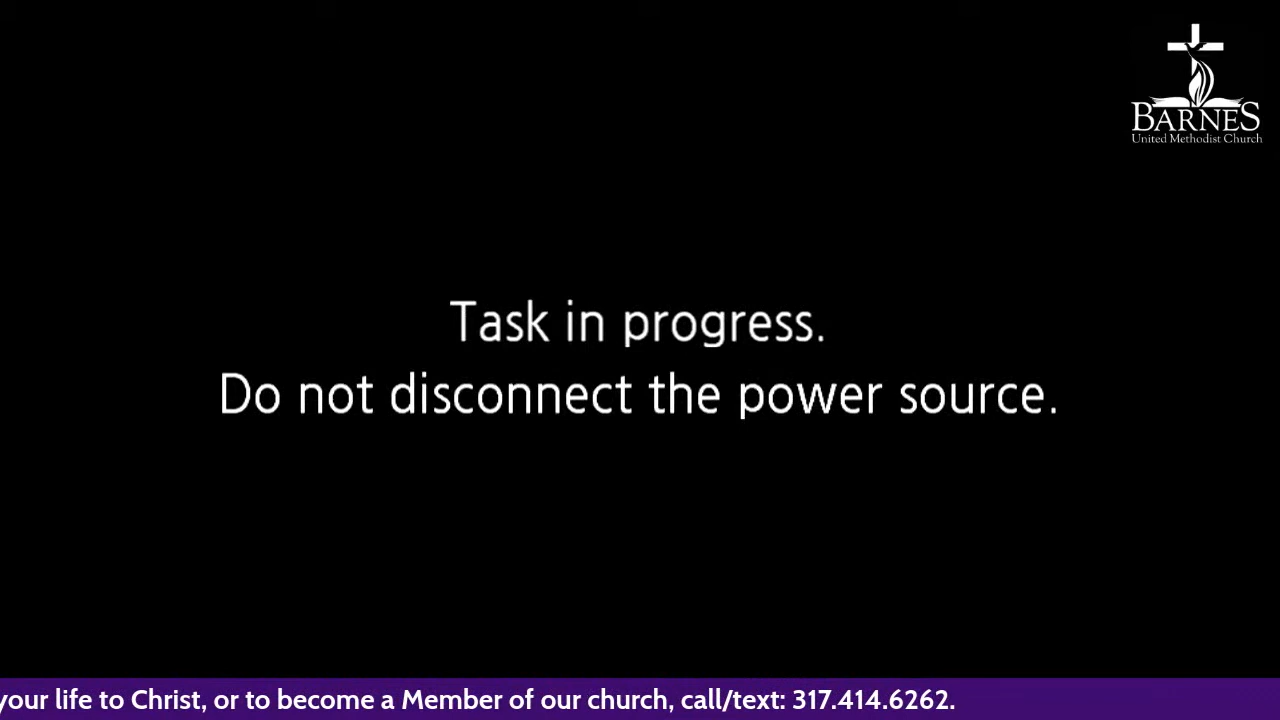 BARNES
United Methodist Church
Task in progress.
Do not disconnect the power source.
your life to Christ, or to become a Member of our church, call/text: 317.414.6262.